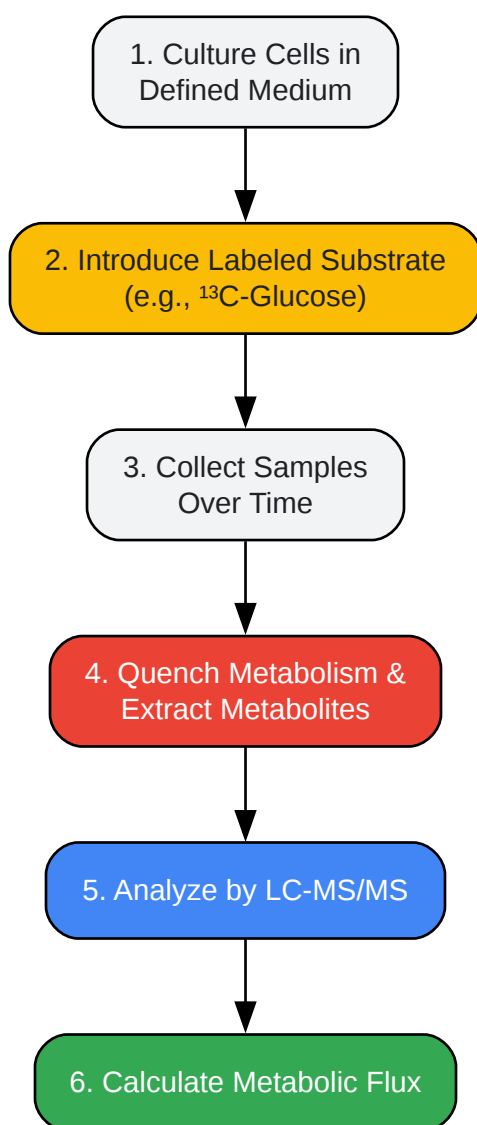 1. Culture Cells in
Defined Medium
2. Introduce Labeled Substrate
(e.g., ¹³C-Glucose)
3. Collect Samples
Over Time
4. Quench Metabolism &
Extract Metabolites
5. Analyze by LC-MS/MS
6. Calculate Metabolic Flux